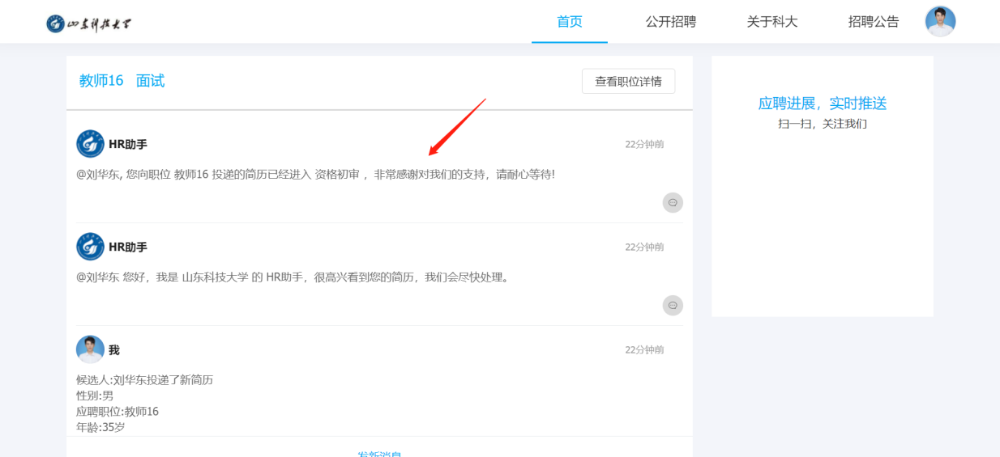 山东科技大学
首页 公开招聘 关于科大 招聘公告
教师16 面试
查看职位详情
应聘进展，实时推送
扫一扫，关注我们
HR助手
22分钟前
@刘华东, 您向职位 教师16 投递的简历已经进入 资格初审 ，非常感谢对我们的支持，请耐心等待!
HR助手
22分钟前
@刘华东 您好，我是 山东科技大学 的 HR助手，很高兴看到您的简历，我们会尽快处理。
我
22分钟前
候选人:刘华东投递了新简历
性别:男
应聘职位:教师16
年龄:35岁
发新消息